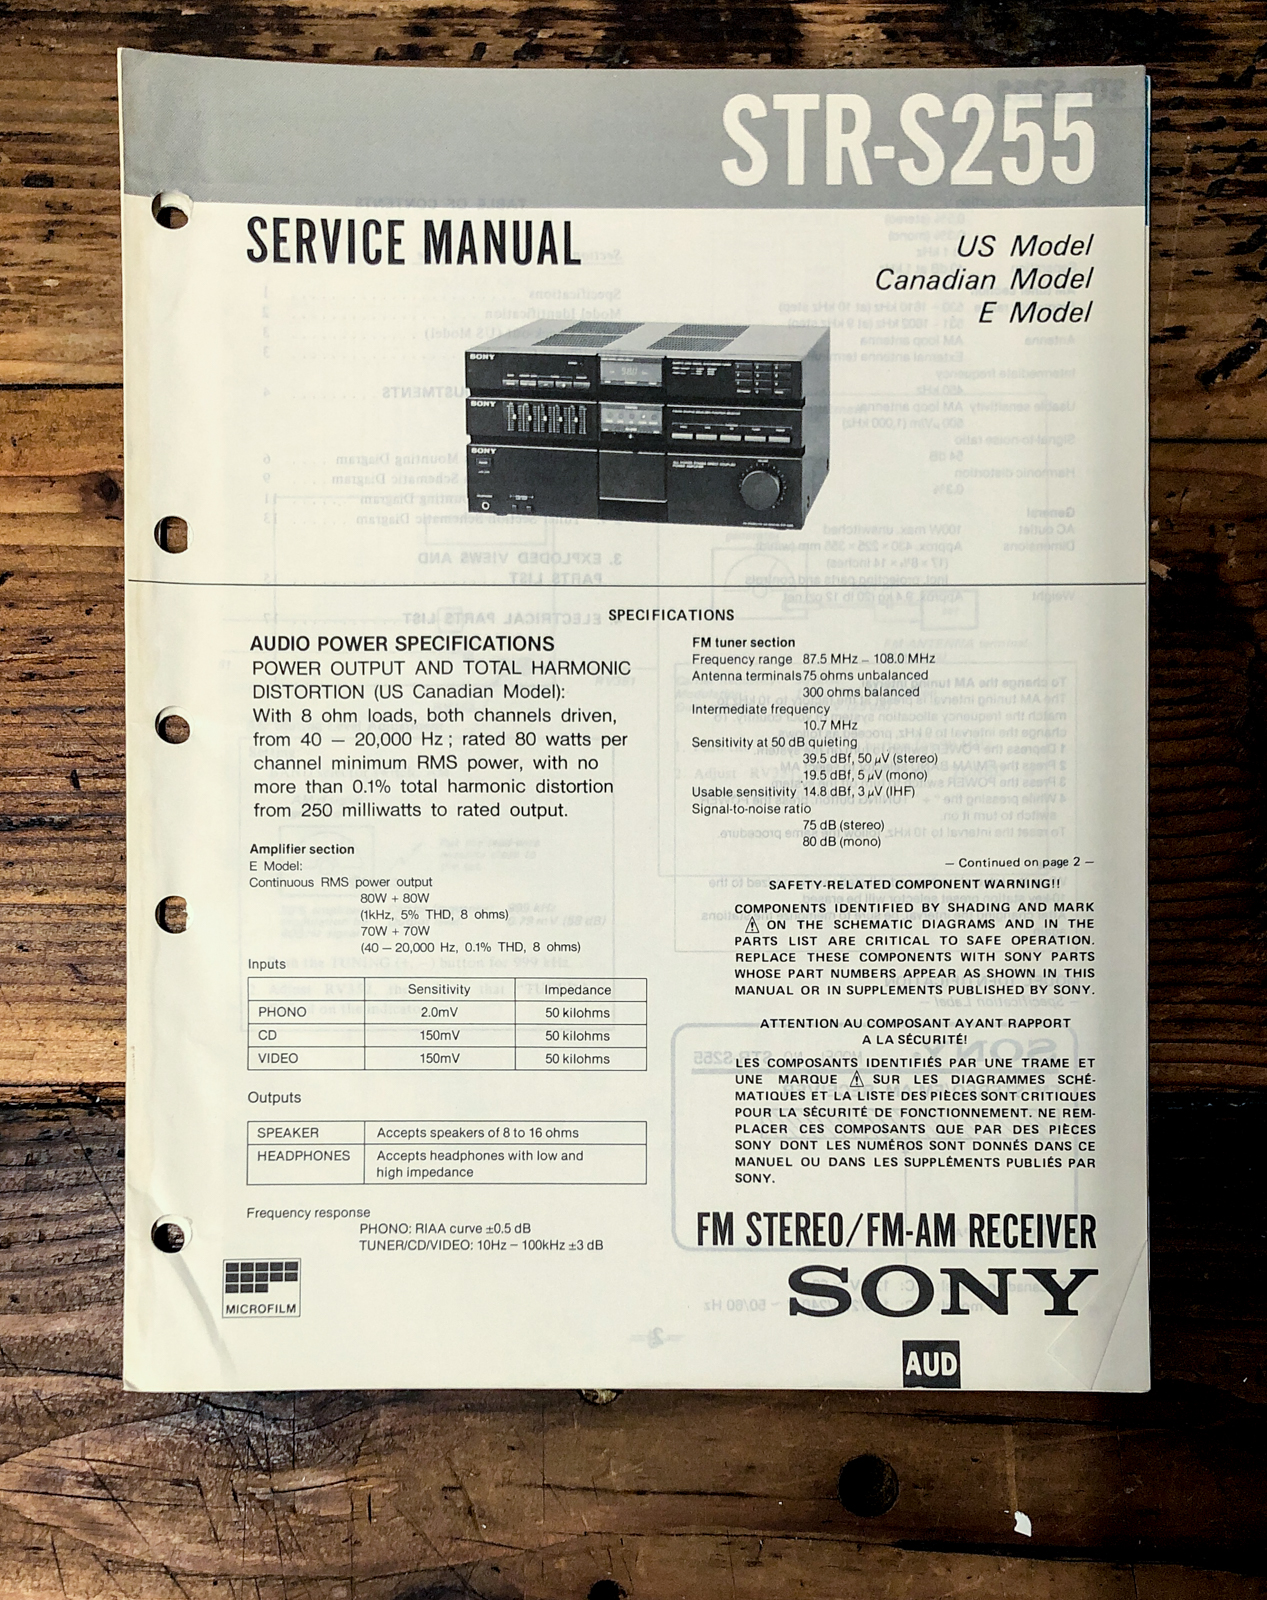 STR-S255
SERVICE MANUAL
US Model
Canadian Model
E Model
SONY
SONY
SONY
SPECIFICATIONS
AUDIO POWER SPECIFICATIONS
POWER OUTPUT AND TOTAL HARMONIC
DISTORTION (US Canadian Model):
With 8 ohm loads, both channels driven,
from 40 — 20,000 Hz; rated 80 watts per
channel minimum RMS power, with no
more than 0.1% total harmonic distortion
from 250 milliwatts to rated output.
Amplifier section
E Model:
Continuous RMS power output
80W + 80W
(1kHz, 5% THD, 8 ohms)
70W + 70W
(40 — 20,000 Hz, 0.1% THD, 8 ohms)
Inputs
Sensitivity Impedance
PHONO 2.0mV 50 kilohms
CD 150mV 50 kilohms
VIDEO 150mV 50 kilohms
Outputs
SPEAKER Accepts speakers of 8 to 16 ohms
HEADPHONES Accepts headphones with low and
high impedance
Frequency response
PHONO: RIAA curve ±0.5 dB
TUNER/CD/VIDEO: 10Hz – 100kHz ±3 dB
MICROFILM
FM tuner section
Frequency range 87.5 MHz – 108.0 MHz
Antenna terminals 75 ohms unbalanced
300 ohms balanced
Intermediate frequency
10.7 MHz
Sensitivity at 50 dB quieting
39.5 dBf, 50 μV (stereo)
19.5 dBf, 5 μV (mono)
Usable sensitivity 14.8 dBf, 3 μV (IHF)
Signal-to-noise ratio
75 dB (stereo)
80 dB (mono)
— Continued on page 2 —
SAFETY-RELATED COMPONENT WARNING!!
COMPONENTS IDENTIFIED BY SHADING AND MARK
⚠ ON THE SCHEMATIC DIAGRAMS AND IN THE
PARTS LIST ARE CRITICAL TO SAFE OPERATION.
REPLACE THESE COMPONENTS WITH SONY PARTS
WHOSE PART NUMBERS APPEAR AS SHOWN IN THIS
MANUAL OR IN SUPPLEMENTS PUBLISHED BY SONY.
ATTENTION AU COMPOSANT AYANT RAPPORT
A LA SÉCURITÉ!
LES COMPOSANTS IDENTIFIÉS PAR UNE TRAME ET
UNE MARQUE ⚠ SUR LES DIAGRAMMES SCHÉ-
MATIQUES ET LA LISTE DES PIÈCES SONT CRITIQUES
POUR LA SÉCURITÉ DE FONCTIONNEMENT. NE REM-
PLACER CES COMPOSANTS QUE PAR DES PIÈCES
SONY DONT LES NUMÉROS SONT DONNÉS DANS CE
MANUEL OU DANS LES SUPPLÉMENTS PUBLIÉS PAR
SONY.
FM STEREO/FM-AM RECEIVER
SONY
AUD